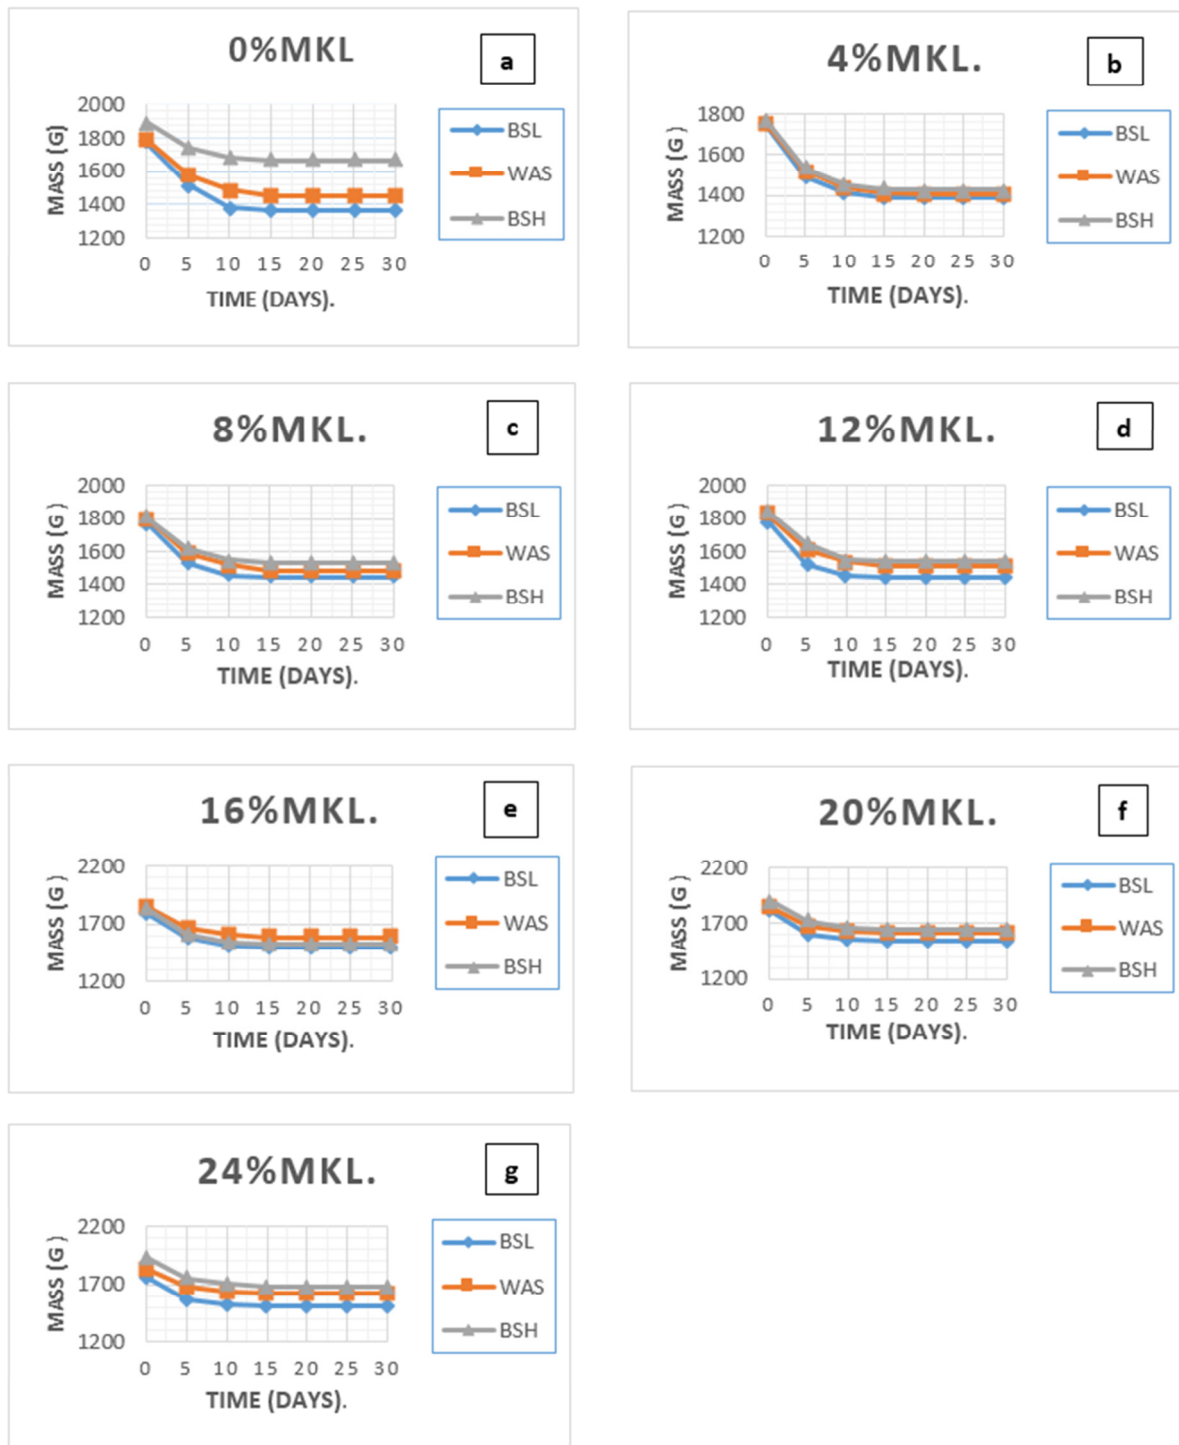 0%MKL
a
MASS (G)
2000
1800
1600
1400
1200
0 5 10 15 20 25 30
TIME (DAYS).
BSL
WAS
BSH
4%MKL.
b
MASS (G )
1800
1600
1400
1200
0 5 10 15 20 25 30
TIME (DAYS).
BSL
WAS
BSH
8%MKL.
c
MASS (G )
2000
1800
1600
1400
1200
0 5 10 15 20 25 30
TIME (DAYS).
BSL
WAS
BSH
12%MKL.
d
MASS (G )
2000
1800
1600
1400
1200
0 5 10 15 20 25 30
TIME (DAYS).
BSL
WAS
BSH
16%MKL.
e
MASS (G )
2200
1700
1200
0 5 10 15 20 25 30
TIME (DAYS).
BSL
WAS
BSH
20%MKL.
f
MASS (G )
2200
1700
1200
0 5 10 15 20 25 30
TIME (DAYS).
BSL
WAS
BSH
24%MKL.
g
MASS (G )
2200
1700
1200
0 5 10 15 20 25 30
TIME (DAYS).
BSL
WAS
BSH